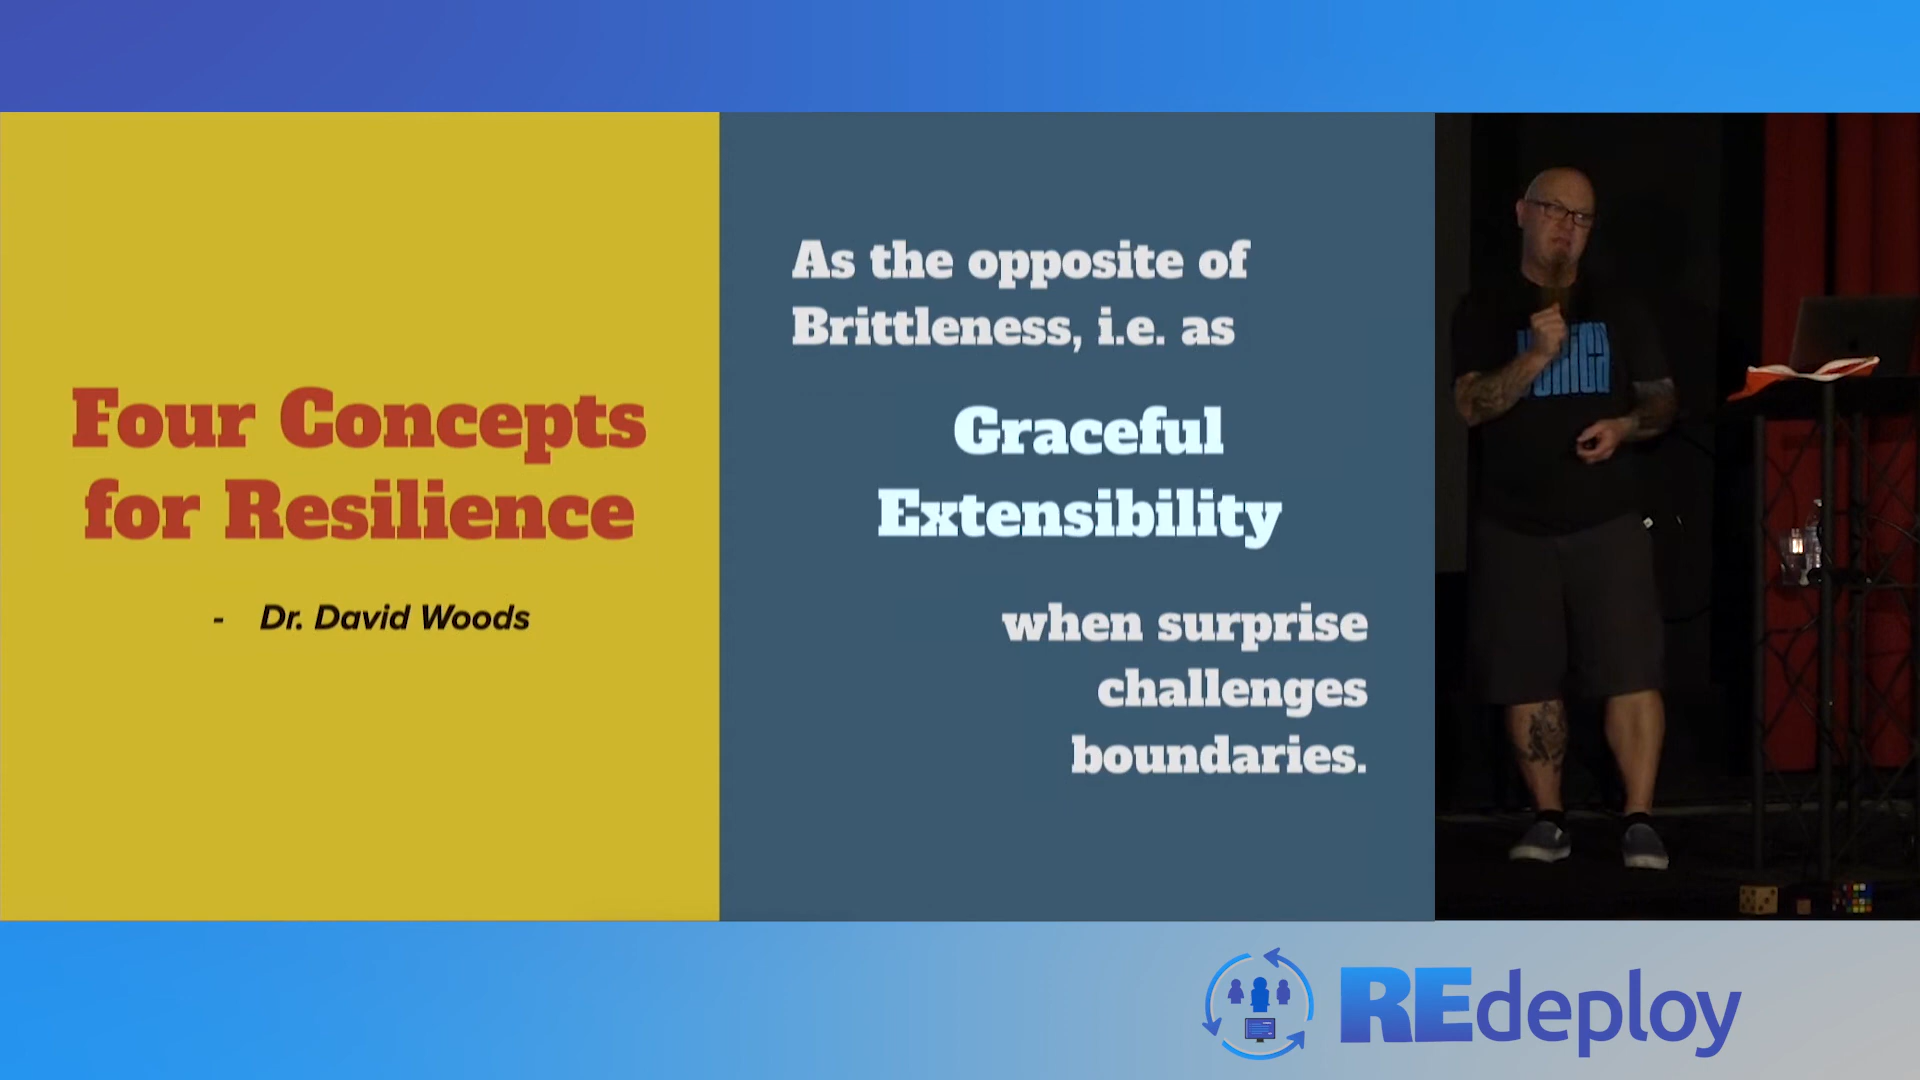 Four Concepts
for Resilience
- Dr. David Woods
As the opposite of
Brittleness, i.e. as
Graceful
Extensibility
when surprise
challenges
boundaries.
REdeploy